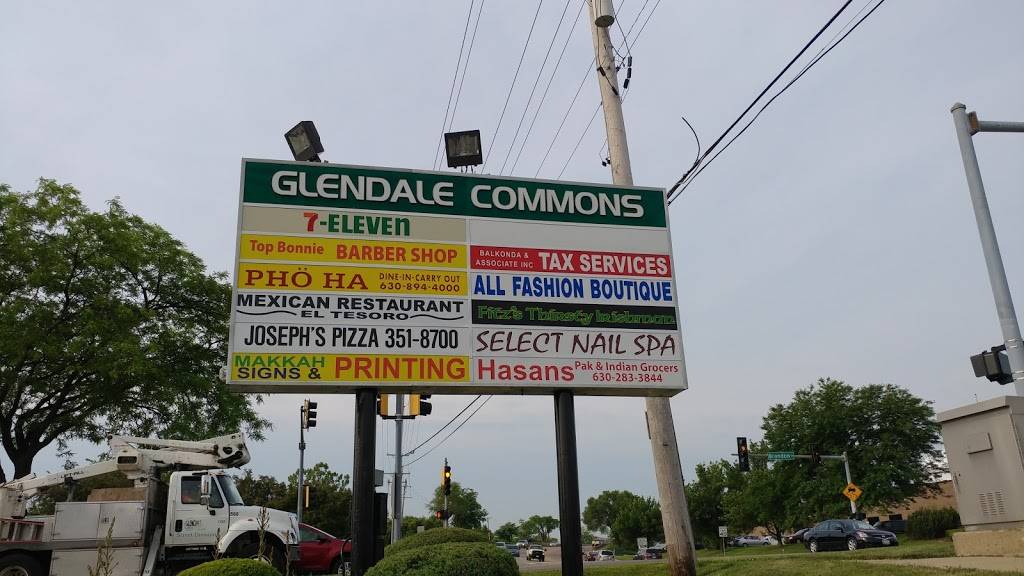 GLENDALE COMMONS
7-ELEVEn
Top Bonnie BARBER SHOP
BALKONDA &
ASSOCIATE INC TAX SERVICES
PHÖ HA DINE-IN-CARRY OUT
630-894-4000
ALL FASHION BOUTIQUE
MEXICAN RESTAURANT
EL TESORO
Fitz's Thirsty Irishman
JOSEPH'S PIZZA 351-8700
SELECT NAIL SPA
MAKKAH
SIGNS & PRINTING
Hasans Pak & Indian Grocers
630-283-3844
Brandon